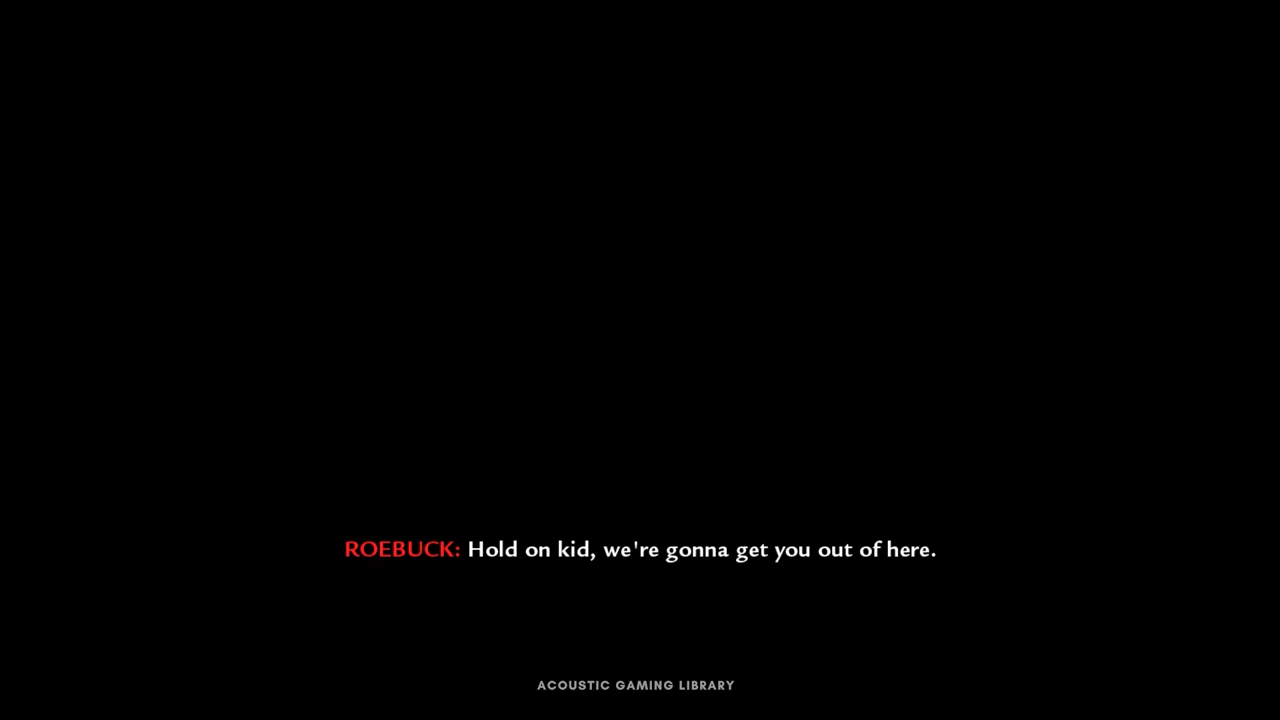 ROEBUCK: Hold on kid, we're gonna get you out of here.
ACOUSTIC GAMING LIBRARY